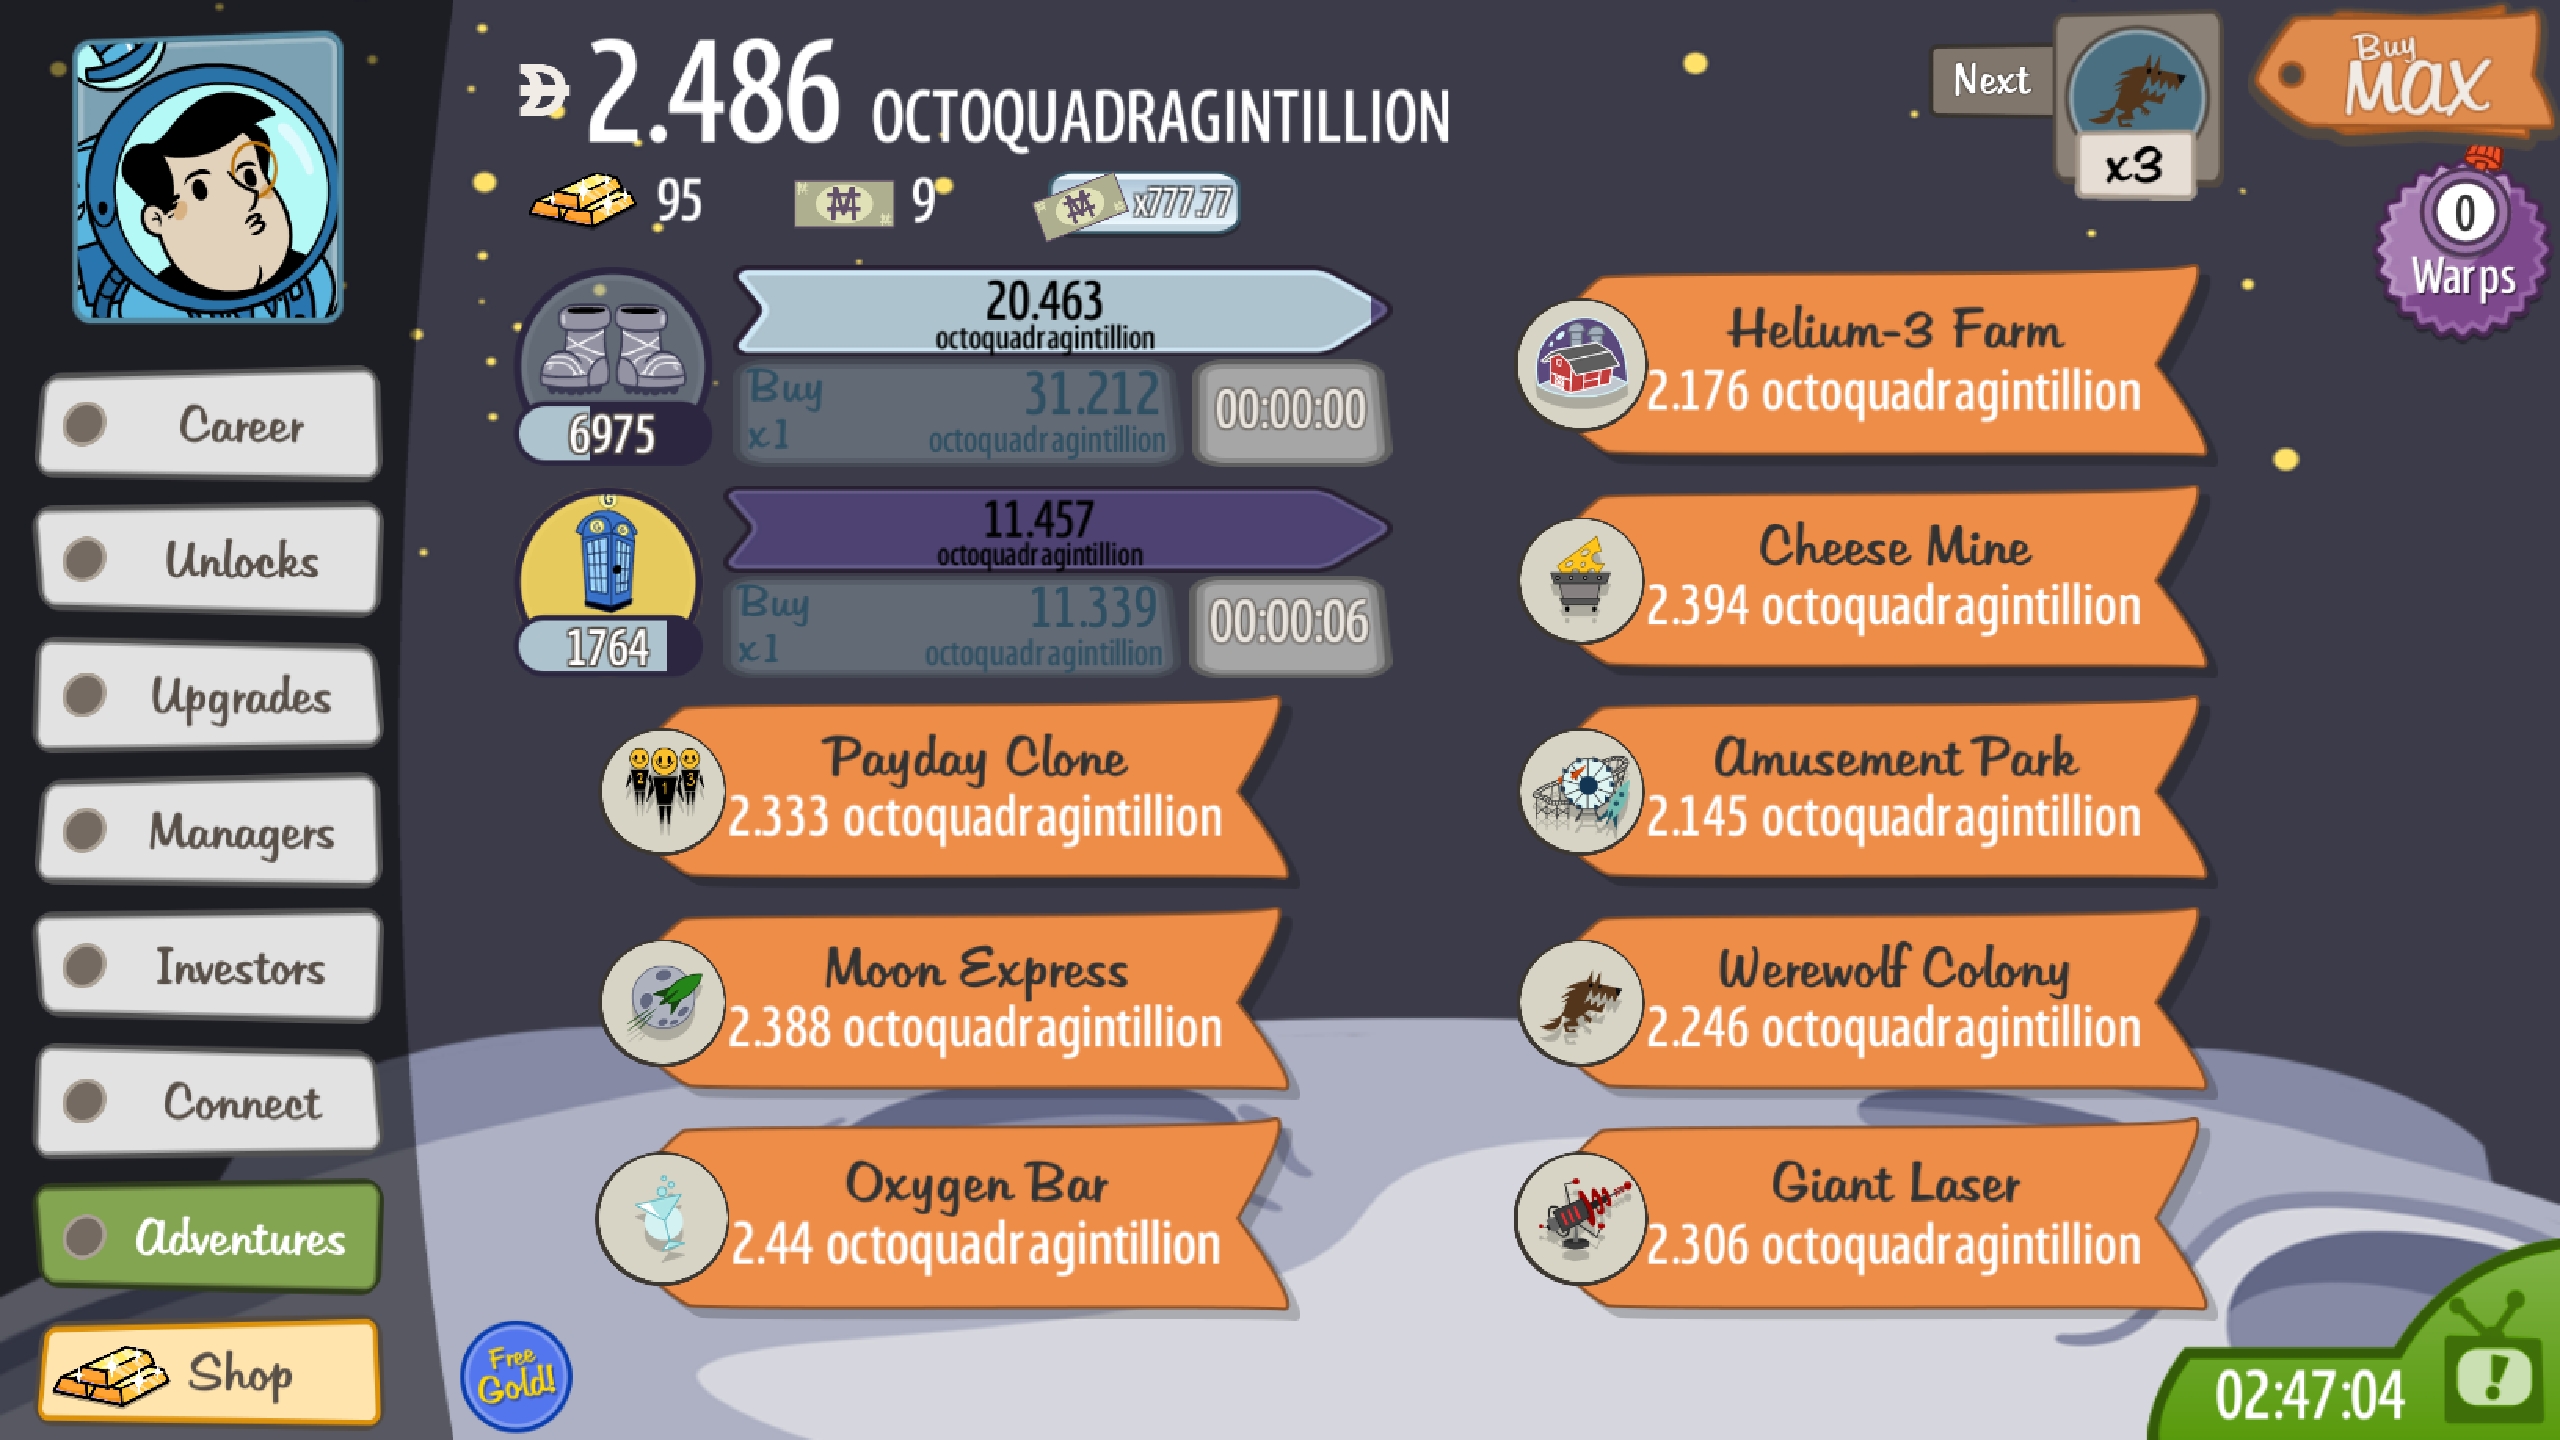 2.486 OCTOQUADRAGINTILLION
95
9
x777.77
Next
x3
Buy
MAX
0
Warps
Career
Unlocks
Upgrades
Managers
Investors
Connect
Adventures
Shop
20.463
octoquadragintillion
6975
Buy
x1
31.212
octoquadragintillion
00:00:00
11.457
octoquadragintillion
1764
Buy
x1
11.339
octoquadragintillion
00:00:06
Payday Clone
2.333 octoquadragintillion
Moon Express
2.388 octoquadragintillion
Oxygen Bar
2.44 octoquadragintillion
Helium-3 Farm
2.176 octoquadragintillion
Cheese Mine
2.394 octoquadragintillion
Amusement Park
2.145 octoquadragintillion
Werewolf Colony
2.246 octoquadragintillion
Giant Laser
2.306 octoquadragintillion
Free
Gold!
02:47:04